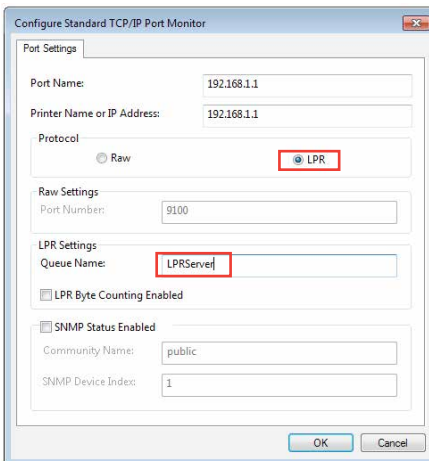 Configure Standard TCP/IP Port Monitor
Port Settings
Port Name: 192.168.1.1
Printer Name or IP Address: 192.168.1.1
Protocol
Raw LPR
Raw Settings
Port Number: 9100
LPR Settings
Queue Name: LPRServer
LPR Byte Counting Enabled
SNMP Status Enabled
Community Name: public
SNMP Device Index: 1
OK Cancel